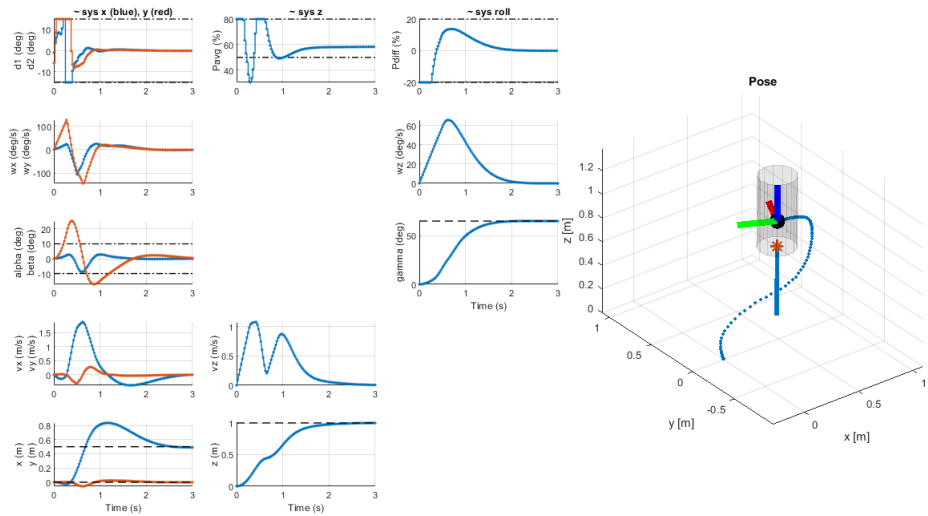 ~ sys x (blue), y (red)
d1 (deg)
d2 (deg)
10
0
-10
0 1 2 3
~ sys z
Pavg (%)
80
60
40
0 1 2 3
~ sys roll
Pdiff (%)
20
0
-20
0 1 2 3
wx (deg/s)
wy (deg/s)
100
0
-100
0 1 2 3
wz (deg/s)
60
40
20
0
0 1 2 3
alpha (deg)
beta (deg)
20
10
0
-10
0 1 2 3
gamma (deg)
50
0
0 1 2 3
Time (s)
vx (m/s)
vy (m/s)
1.5
1
0.5
0
0 1 2 3
vz (m/s)
1
0.5
0
0 1 2 3
x (m)
y (m)
0.8
0.6
0.4
0.2
0
0 1 2 3
Time (s)
z (m)
1
0.5
0
0 1 2 3
Time (s)
Pose
z [m]
1.2
1
0.8
0.6
0.4
0.2
0
1
0.5
0
-0.5
y [m]
0
0.5
1
x [m]